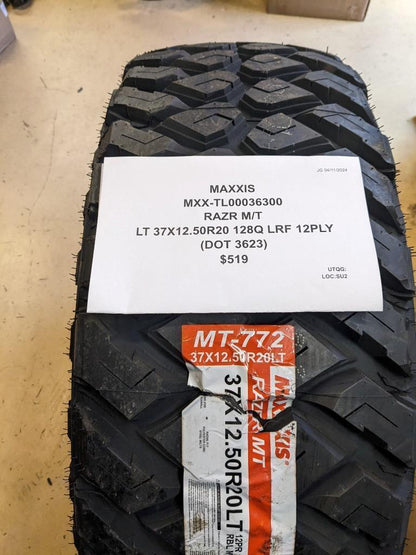 JG 04/11/2024
MAXXIS
MXX-TL00036300
RAZR M/T
LT 37X12.50R20 128Q LRF 12PLY
(DOT 3623)
$519
UTQG:
LOC:SU2
MT-772
37X12.50R20LT
MAXXIS
RAZR MT
37X12.50R20LT
12PR